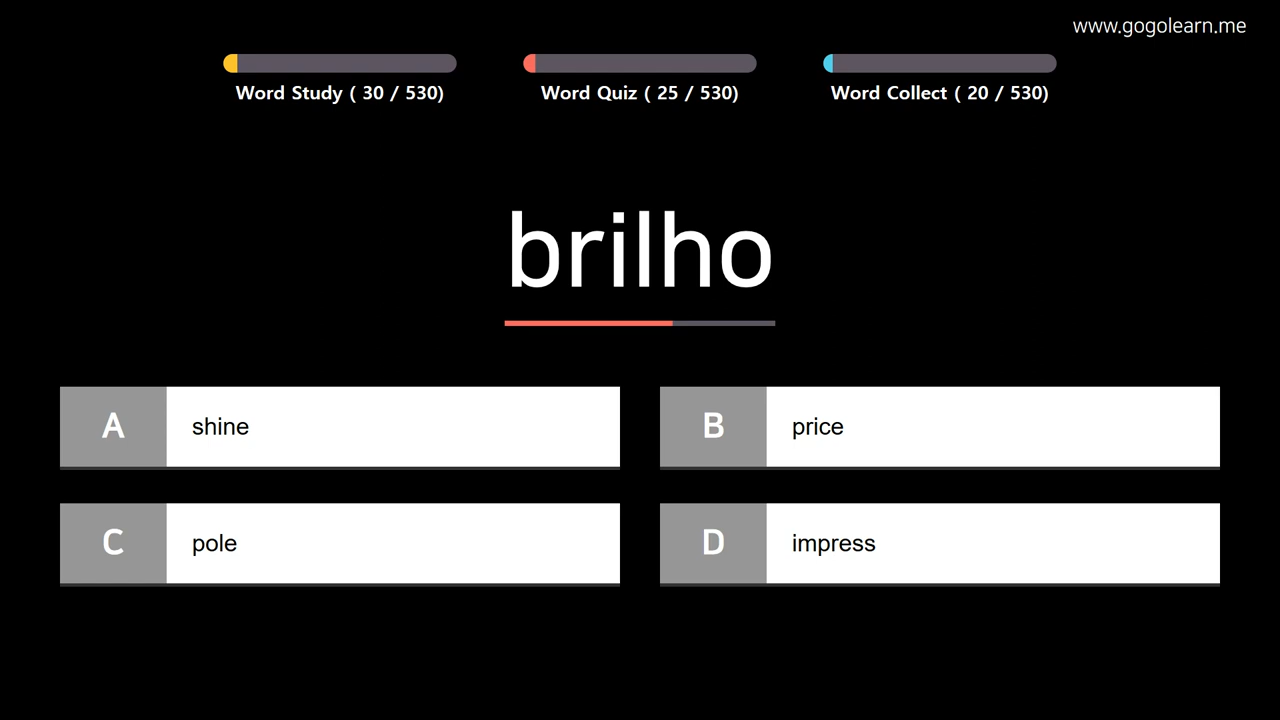 www.gogolearn.me
Word Study ( 30 / 530)
Word Quiz ( 25 / 530)
Word Collect ( 20 / 530)
brilho
A shine
B price
C pole
D impress